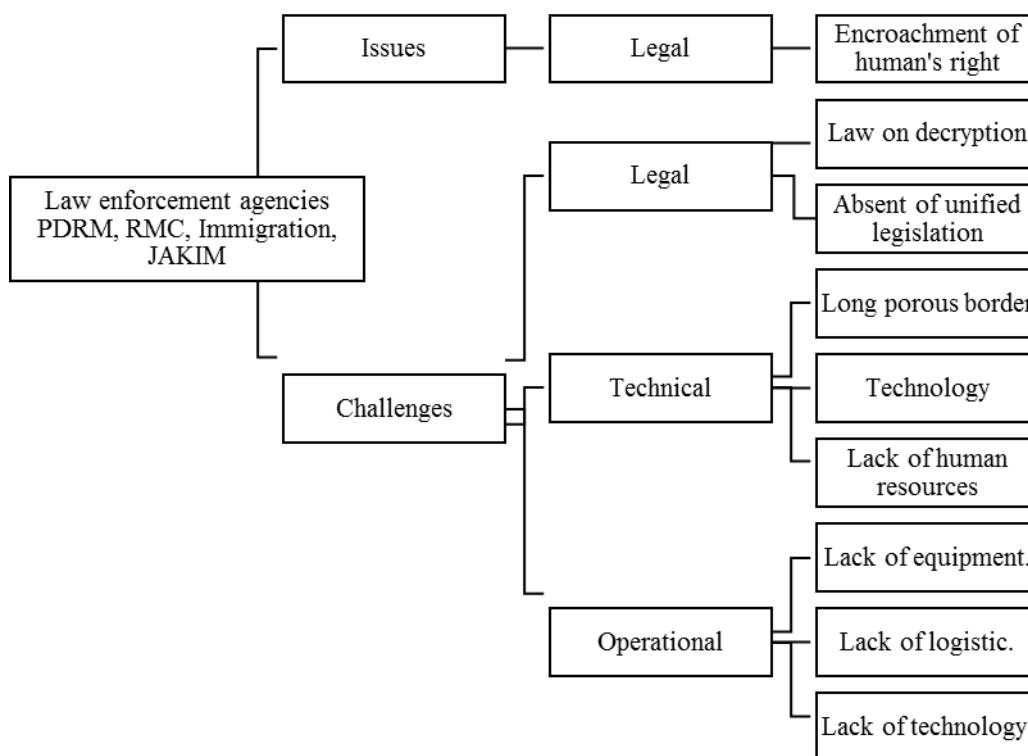 Issues
Legal
Encroachment of
human's right
Law enforcement agencies
PDRM, RMC, Immigration,
JAKIM
Legal
Law on decryption
Absent of unified
legislation
Challenges
Technical
Long porous border
Technology
Lack of human
resources
Operational
Lack of equipment.
Lack of logistic.
Lack of technology